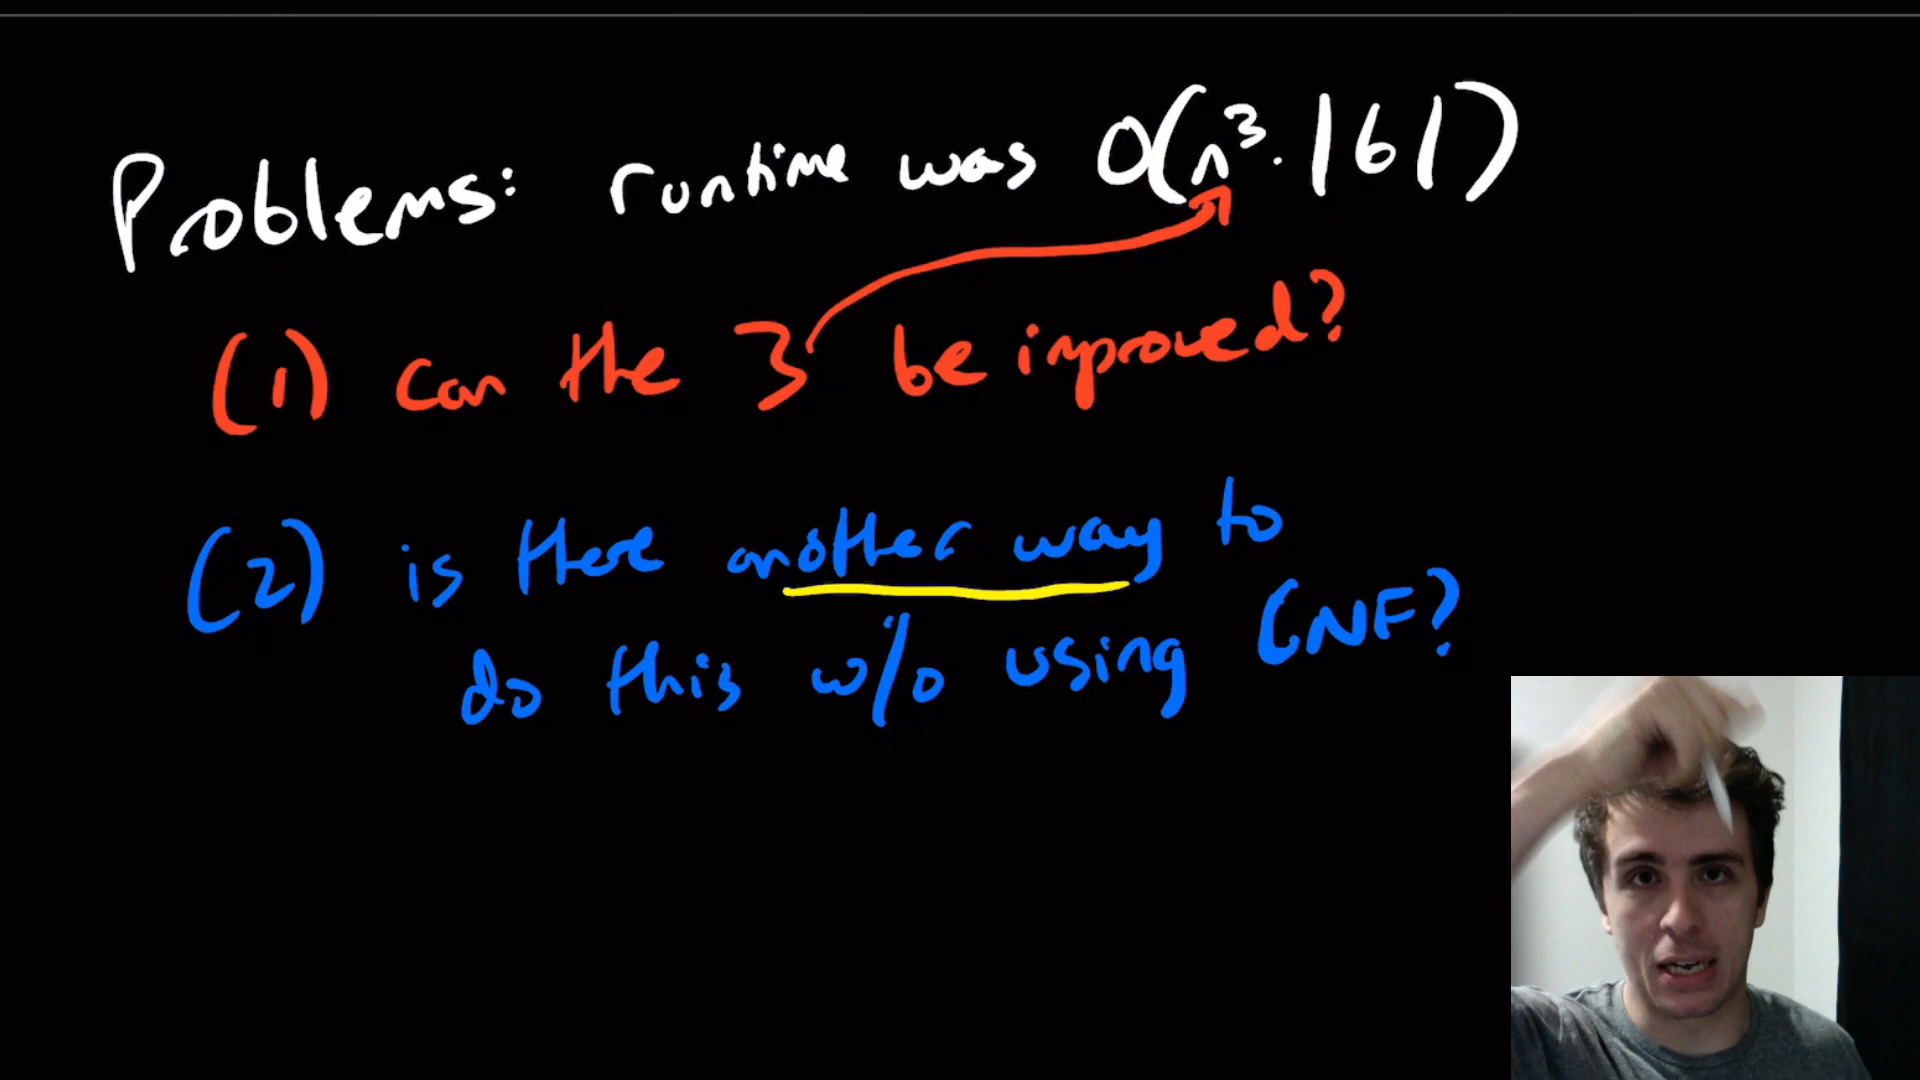 Problems: runtime was O(n³·|G|)
(1) can the 3 be improved?
(2) is there another way to
do this w/o using CNF?